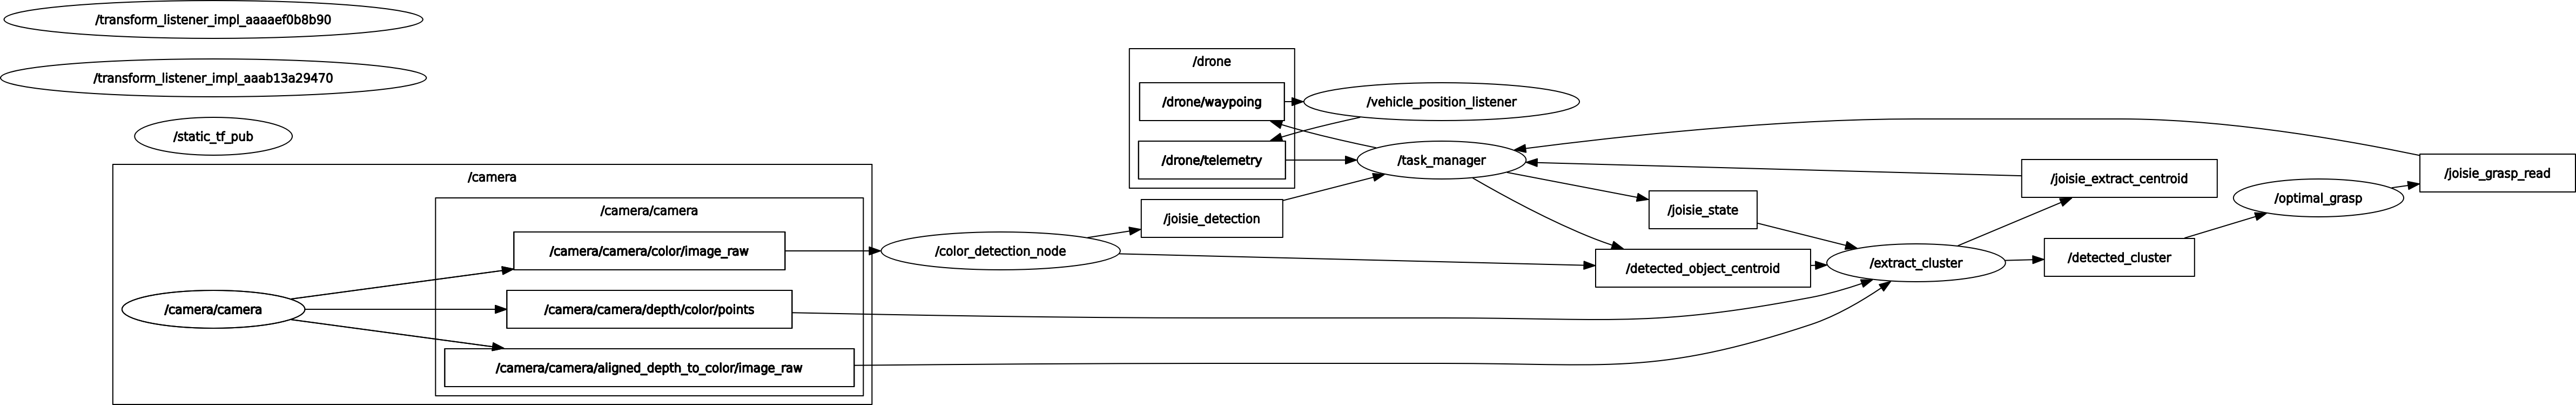 /transform_listener_impl_aaaaef0b8b90
/transform_listener_impl_aaab13a29470
/static_tf_pub
/camera
/camera/camera
/camera/camera/color/image_raw
/camera/camera
/camera/camera/depth/color/points
/camera/camera/aligned_depth_to_color/image_raw
/color_detection_node
/drone
/drone/waypoing
/drone/telemetry
/joisie_detection
/vehicle_position_listener
/task_manager
/joisie_state
/detected_object_centroid
/extract_cluster
/joisie_extract_centroid
/detected_cluster
/optimal_grasp
/joisie_grasp_read